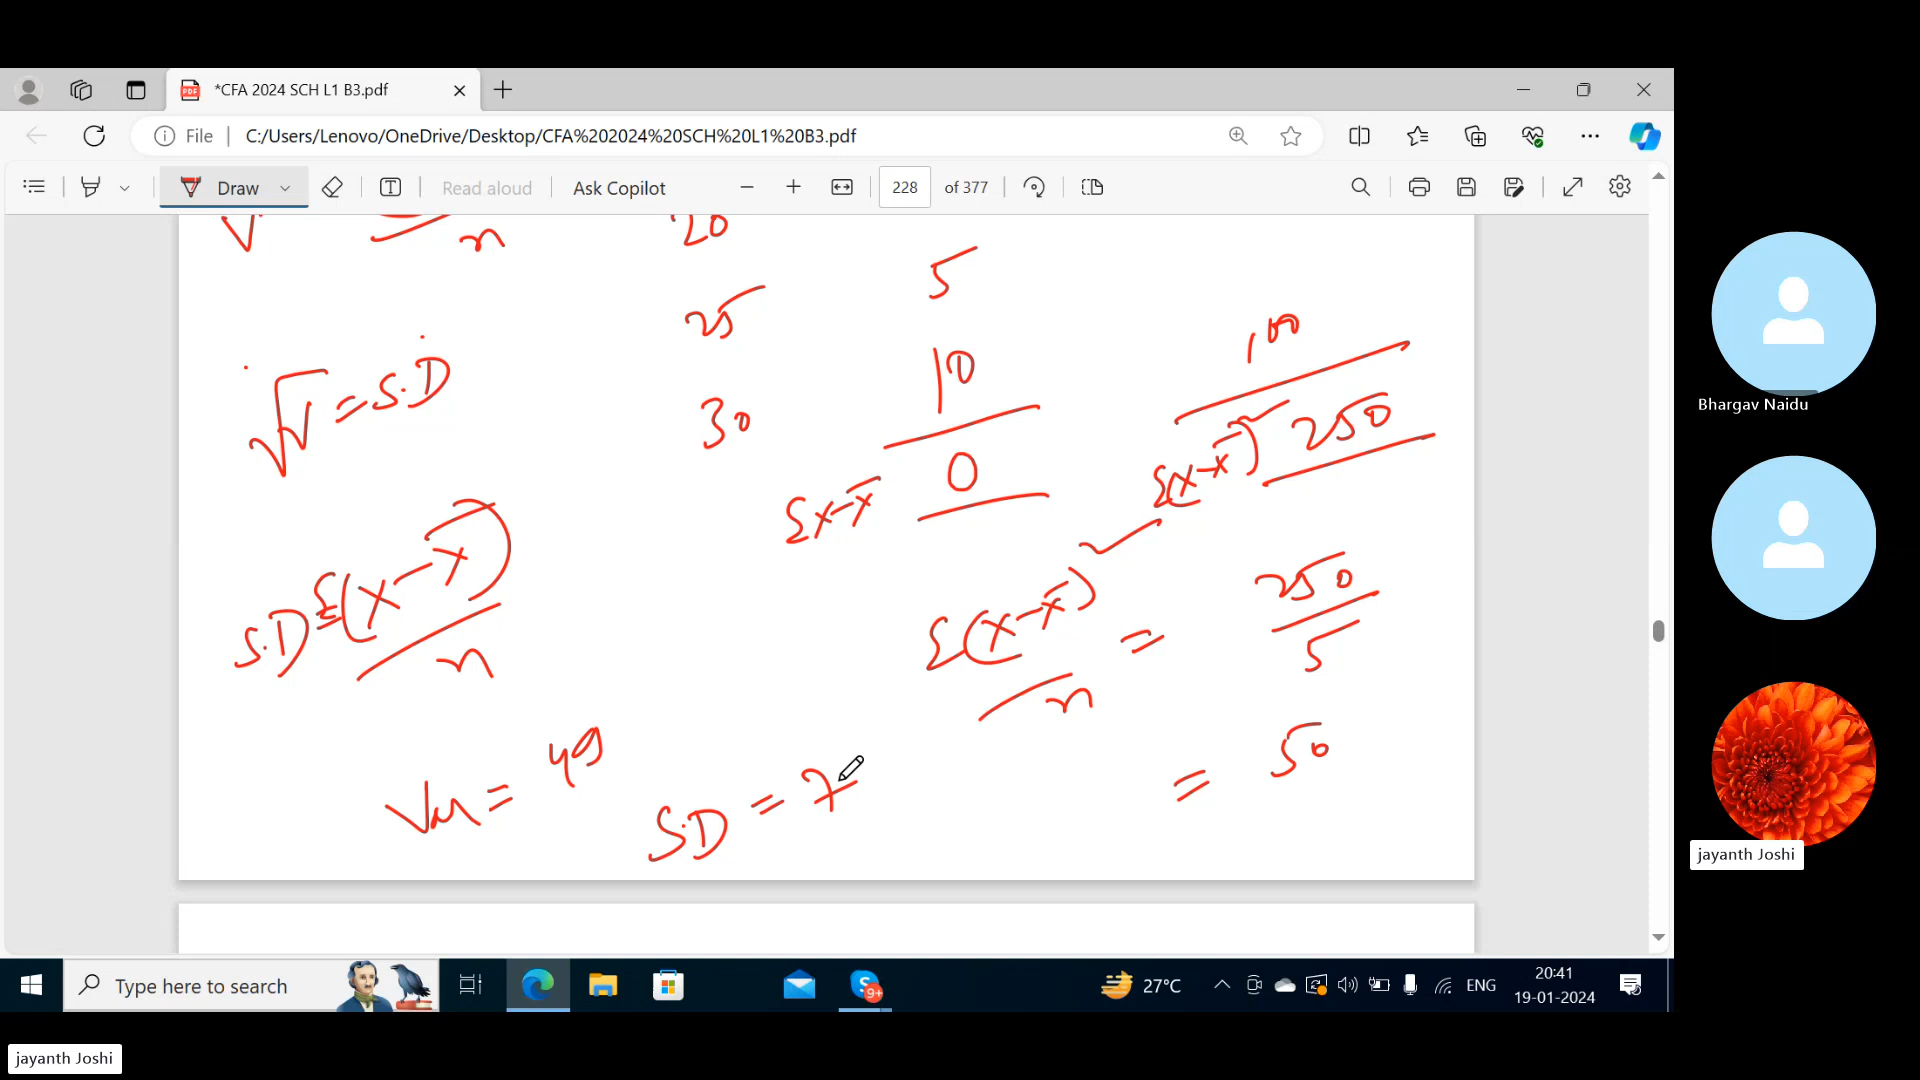 *CFA 2024 SCH L1 B3.pdf
File
C:/Users/Lenovo/OneDrive/Desktop/CFA%202024%20SCH%20L1%20B3.pdf
Draw
Read aloud
Ask Copilot
228 of 377
V
n
20
25
30
5
10
0
Σx-x̄
100
Σ(x-x̄)² 250
√V = S.D
S.D = Σ(x-x̄)
n
Σ(x-x̄)²
n
= 250
5
= 50
Var = 49
S.D = 7
Bhargav Naidu
jayanth Joshi
Type here to search
9+
27°C
ENG
20:41
19-01-2024
jayanth Joshi